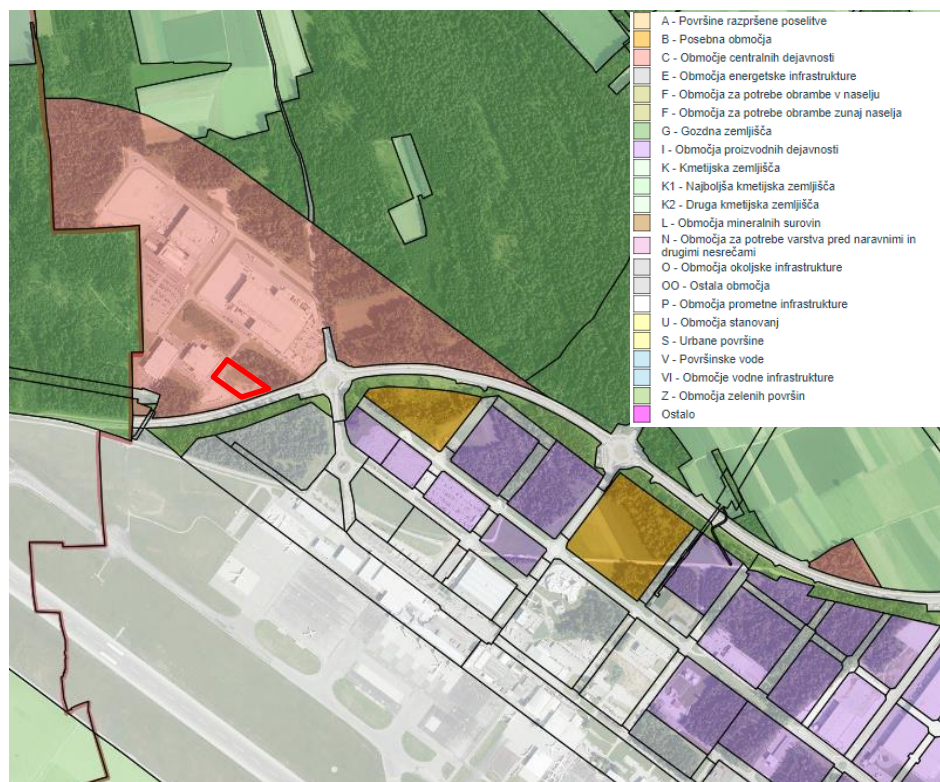 A - Površine razpršene poselitve
B - Posebna območja
C - Območje centralnih dejavnosti
E - Območja energetske infrastrukture
F - Območja za potrebe obrambe v naselju
F - Območja za potrebe obrambe zunaj naselja
G - Gozdna zemljišča
I - Območja proizvodnih dejavnosti
K - Kmetijska zemljišča
K1 - Najboljša kmetijska zemljišča
K2 - Druga kmetijska zemljišča
L - Območja mineralnih surovin
N - Območja za potrebe varstva pred naravnimi in
drugimi nesrečami
O - Območja okoljske infrastrukture
OO - Ostala območja
P - Območja prometne infrastrukture
U - Območja stanovanj
S - Urbane površine
V - Površinske vode
VI - Območje vodne infrastrukture
Z - Območja zelenih površin
Ostalo